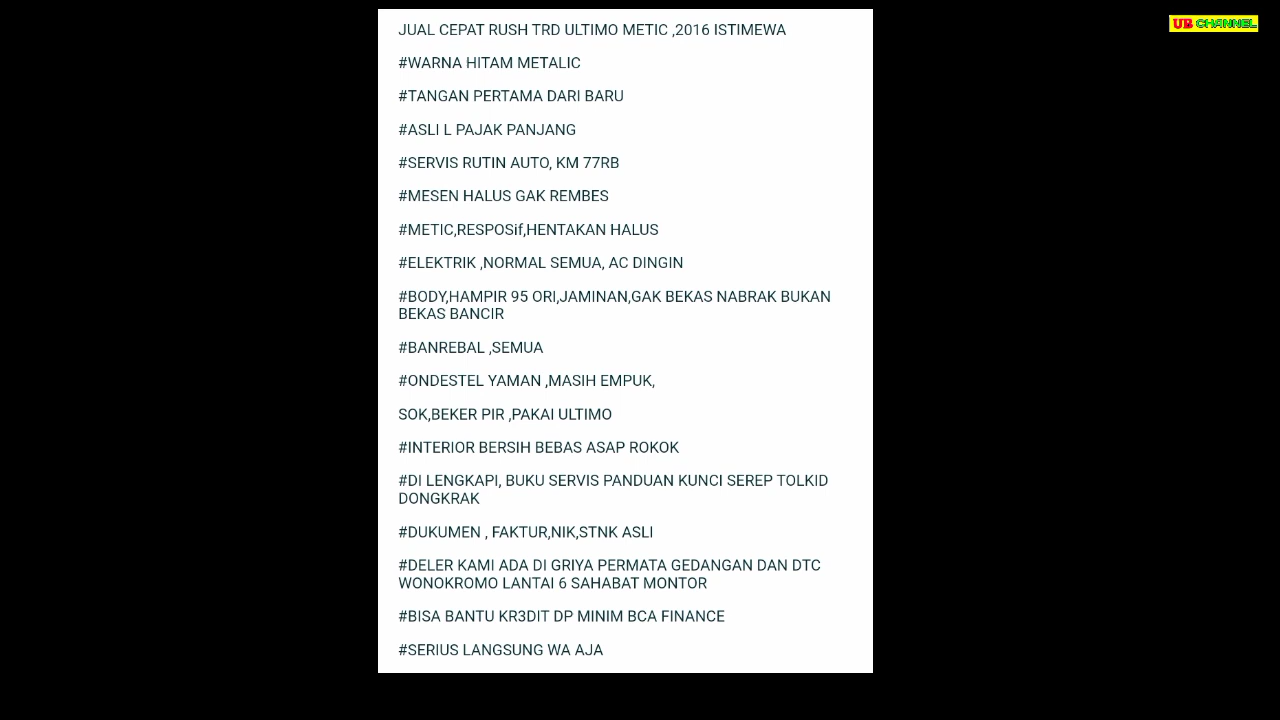 JUAL CEPAT RUSH TRD ULTIMO METIC ,2016 ISTIMEWA
#WARNA HITAM METALIC
#TANGAN PERTAMA DARI BARU
#ASLI L PAJAK PANJANG
#SERVIS RUTIN AUTO, KM 77RB
#MESEN HALUS GAK REMBES
#METIC,RESPOSif,HENTAKAN HALUS
#ELEKTRIK ,NORMAL SEMUA, AC DINGIN
#BODY,HAMPIR 95 ORI,JAMINAN,GAK BEKAS NABRAK BUKAN
BEKAS BANCIR
#BANREBAL ,SEMUA
#ONDESTEL YAMAN ,MASIH EMPUK,
SOK,BEKER PIR ,PAKAI ULTIMO
#INTERIOR BERSIH BEBAS ASAP ROKOK
#DI LENGKAPI, BUKU SERVIS PANDUAN KUNCI SEREP TOLKID
DONGKRAK
#DUKUMEN , FAKTUR,NIK,STNK ASLI
#DELER KAMI ADA DI GRIYA PERMATA GEDANGAN DAN DTC
WONOKROMO LANTAI 6 SAHABAT MONTOR
#BISA BANTU KR3DIT DP MINIM BCA FINANCE
#SERIUS LANGSUNG WA AJA
UB CHANNEL